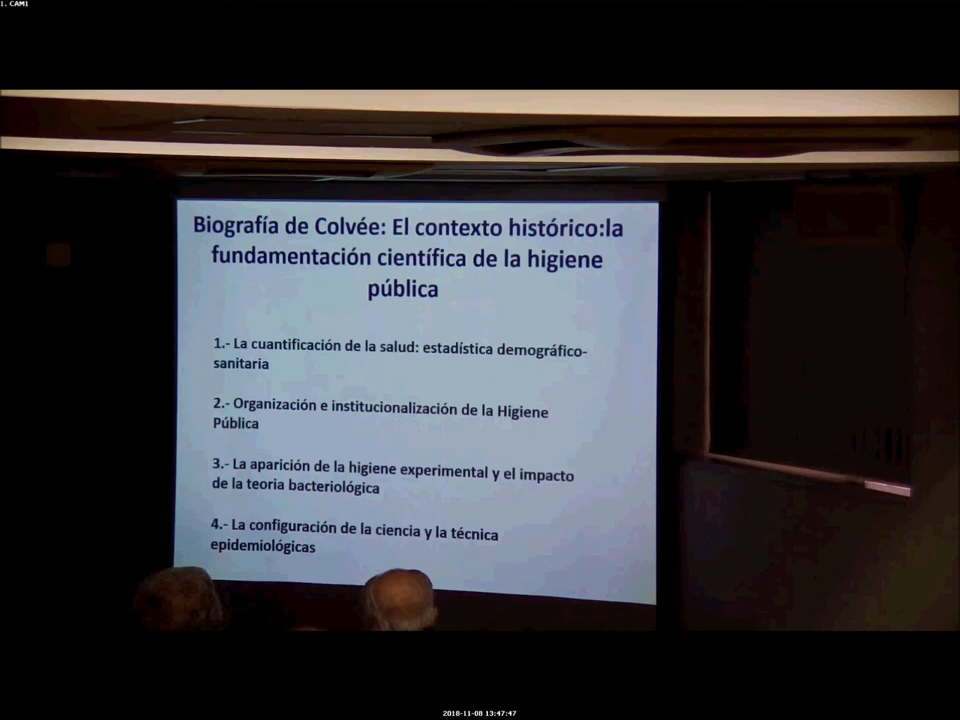 1. CAM1
Biografía de Colvée: El contexto histórico:la
fundamentación científica de la higiene
pública
1.- La cuantificación de la salud: estadística demográfico-
sanitaria
2.- Organización e institucionalización de la Higiene
Pública
3.- La aparición de la higiene experimental y el impacto
de la teoria bacteriológica
4.- La configuración de la ciencia y la técnica
epidemiológicas
2018-11-08 13:47:47